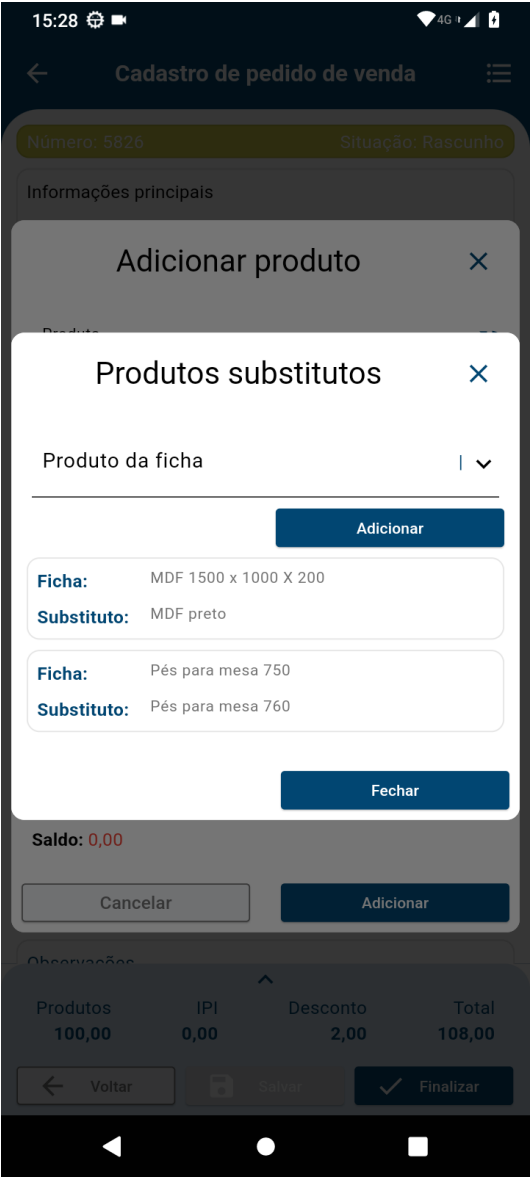 15:28
4G
Cadastro de pedido de venda
Número: 5826 Situação: Rascunho
Informações principais
Adicionar produto
Produto
Produtos substitutos
Produto da ficha
Adicionar
Ficha: MDF 1500 x 1000 X 200
Substituto: MDF preto
Ficha: Pés para mesa 750
Substituto: Pés para mesa 760
Fechar
Saldo: 0,00
Cancelar Adicionar
Observações
Produtos IPI Desconto Total
100,00 0,00 2,00 108,00
Voltar Salvar Finalizar